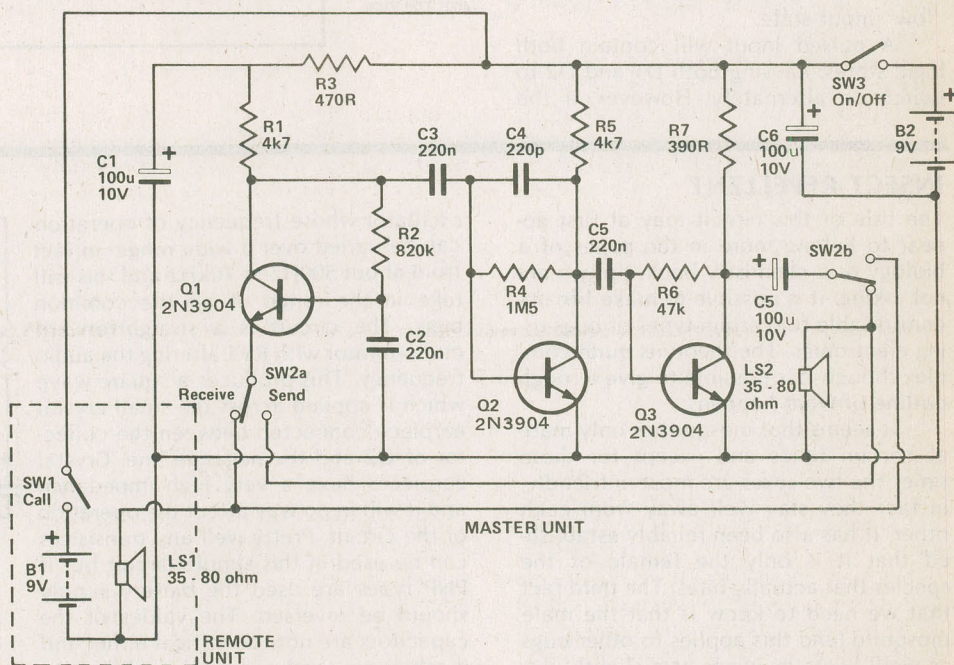 R3
470R
SW3
On/Off
+
R1
4k7
C3
220n
C4
220p
R5
4k7
R7
390R
+
C6
100u
B2
9V
+
C1
100u
10V
R2
820k
Q1
2N3904
C5
220n
R4
1M5
R6
47k
+
C5
100u
10V
SW2b
C2
220n
SW2a
Receive
Send
Q2
2N3904
Q3
2N3904
LS2
35 - 80
ohm
SW1
Call
MASTER UNIT
+
B1
9V
LS1
35 - 80 ohm
REMOTE
UNIT